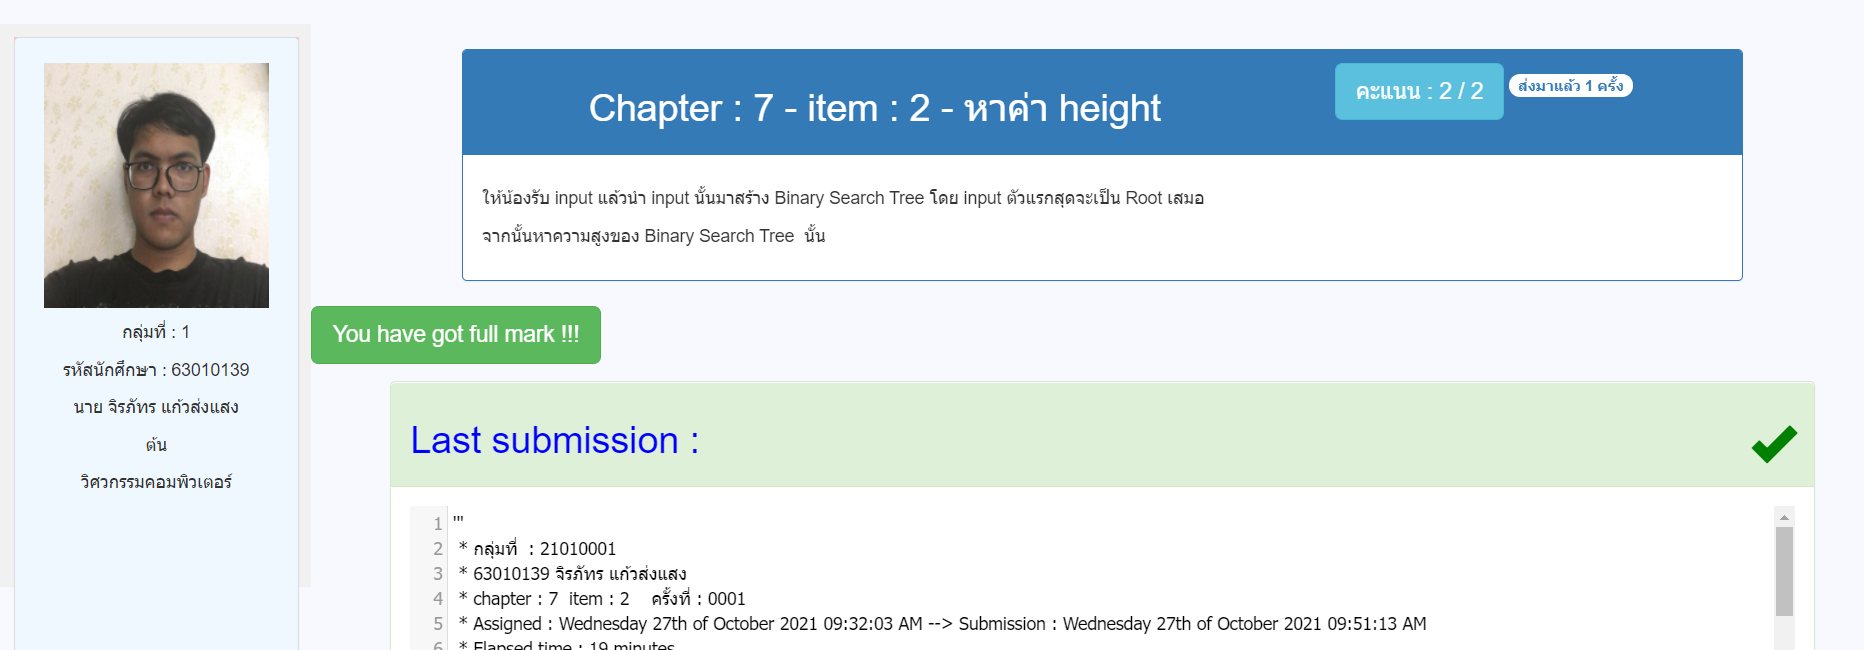 Chapter : 7 - item : 2 - หาค่า height
คะแนน : 2 / 2
ส่งมาแล้ว 1 ครั้ง
ให้น้องรับ input แล้วนำ input นั้นมาสร้าง Binary Search Tree โดย input ตัวแรกสุดจะเป็น Root เสมอ
จากนั้นหาความสูงของ Binary Search Tree นั้น
กลุ่มที่ : 1
รหัสนักศึกษา : 63010139
นาย จิรภัทร แก้วส่งแสง
ต้น
วิศวกรรมคอมพิวเตอร์
You have got full mark !!!
Last submission :
1 '''
2 * กลุ่มที่ : 21010001
3 * 63010139 จิรภัทร แก้วส่งแสง
4 * chapter : 7 item : 2 ครั้งที่ : 0001
5 * Assigned : Wednesday 27th of October 2021 09:32:03 AM --> Submission : Wednesday 27th of October 2021 09:51:13 AM
6 * Elapsed time : 19 minutes